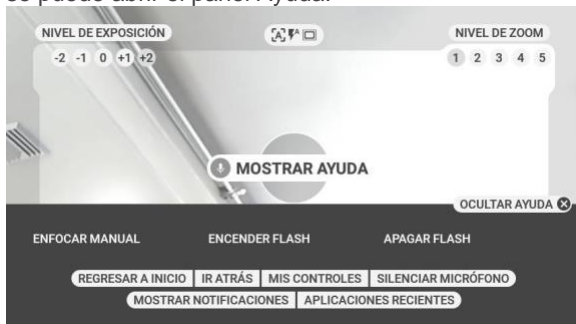 NIVEL DE EXPOSICIÓN
NIVEL DE ZOOM
-2 -1 0 +1 +2
1 2 3 4 5
MOSTRAR AYUDA
OCULTAR AYUDA
ENFOCAR MANUAL ENCENDER FLASH APAGAR FLASH
REGRESAR A INICIO IR ATRÁS MIS CONTROLES SILENCIAR MICRÓFONO
MOSTRAR NOTIFICACIONES APLICACIONES RECIENTES